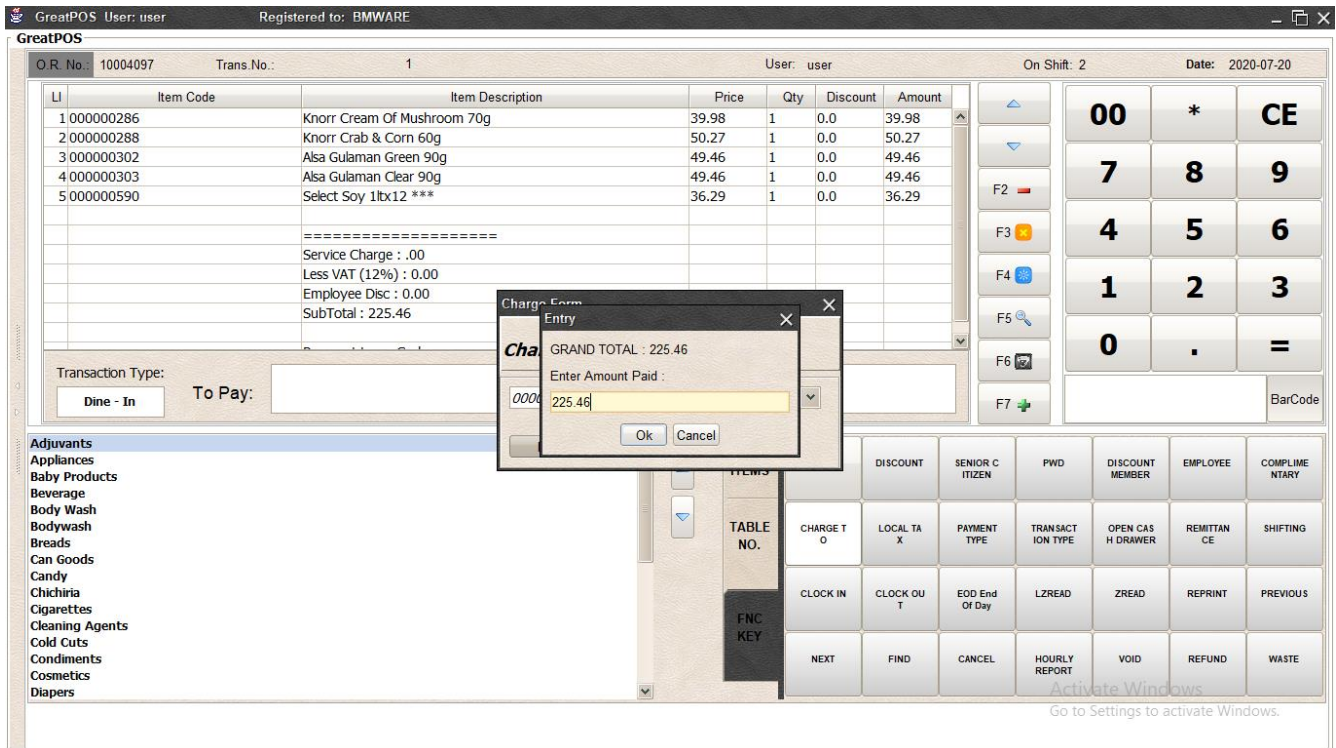 GreatPOS User: user Registered to: BMWARE
GreatPOS
O.R. No.: 10004097 Trans.No.: 1 User: user On Shift: 2 Date: 2020-07-20
LI Item Code Item Description Price Qty Discount Amount
1 000000286 Knorr Cream Of Mushroom 70g 39.98 1 0.0 39.98
2 000000288 Knorr Crab & Corn 60g 50.27 1 0.0 50.27
3 000000302 Alsa Gulaman Green 90g 49.46 1 0.0 49.46
4 000000303 Alsa Gulaman Clear 90g 49.46 1 0.0 49.46
5 000000590 Select Soy 1ltx12 *** 36.29 1 0.0 36.29
====================
Service Charge : .00
Less VAT (12%) : 0.00
Employee Disc : 0.00
SubTotal : 225.46
F2
F3
F4
F5
F6
F7
00 * CE
7 8 9
4 5 6
1 2 3
0 . =
BarCode
Charge Form
Entry
Cha
GRAND TOTAL : 225.46
Enter Amount Paid :
0000
225.46
Ok Cancel
Transaction Type:
Dine - In
To Pay:
Adjuvants
Appliances
Baby Products
Beverage
Body Wash
Bodywash
Breads
Can Goods
Candy
Chichiria
Cigarettes
Cleaning Agents
Cold Cuts
Condiments
Cosmetics
Diapers
ITEMS
TABLE
NO.
FNC
KEY
DISCOUNT SENIOR C PWD DISCOUNT EMPLOYEE COMPLIME
ITIZEN MEMBER NTARY
CHARGE T LOCAL TA PAYMENT TRANSACT OPEN CAS REMITTAN SHIFTING
O X TYPE ION TYPE H DRAWER CE
CLOCK IN CLOCK OU EOD End LZREAD ZREAD REPRINT PREVIOUS
T Of Day
NEXT FIND CANCEL HOURLY VOID REFUND WASTE
REPORT
Activate Windows
Go to Settings to activate Windows.